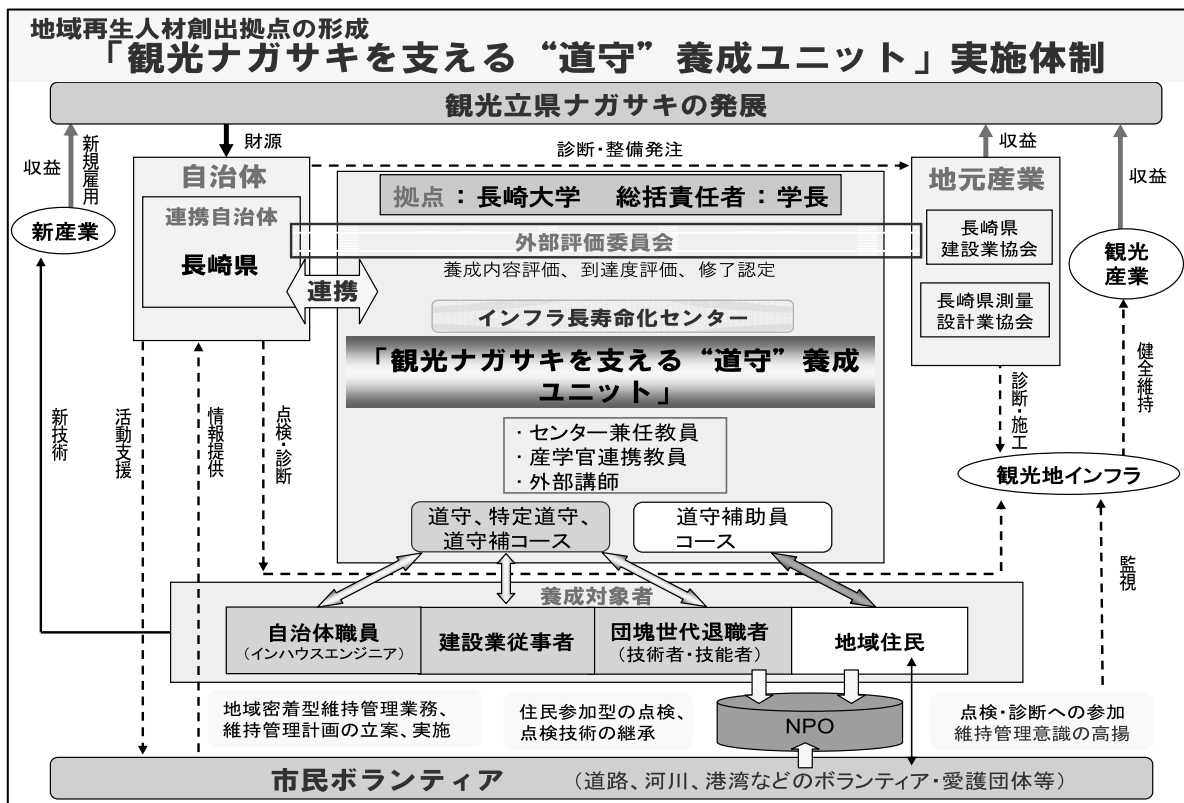 地域再生人材創出拠点の形成
「観光ナガサキを支える“道守”養成ユニット」実施体制
観光立県ナガサキの発展
収益
新規雇用
財源
診断・整備発注
収益
収益
自治体
連携自治体
長崎県
拠点：長崎大学　総括責任者：学長
地元産業
長崎県
建設業協会
長崎県測量
設計業協会
新産業
外部評価委員会
養成内容評価、到達度評価、修了認定
観光
産業
連携
インフラ長寿命化センター
「観光ナガサキを支える“道守”養成
ユニット」
・センター兼任教員
・産学官連携教員
・外部講師
新技術
活動支援
情報提供
点検・診断
診断・施工
健全維持
観光地インフラ
道守、特定道守、
道守補コース
道守補助員
コース
監視
養成対象者
自治体職員
（インハウスエンジニア）
建設業従事者
団塊世代退職者
（技術者・技能者）
地域住民
地域密着型維持管理業務、
維持管理計画の立案、実施
住民参加型の点検、
点検技術の継承
NPO
点検・診断への参加
維持管理意識の高揚
市民ボランティア　（道路、河川、港湾などのボランティア・愛護団体等）